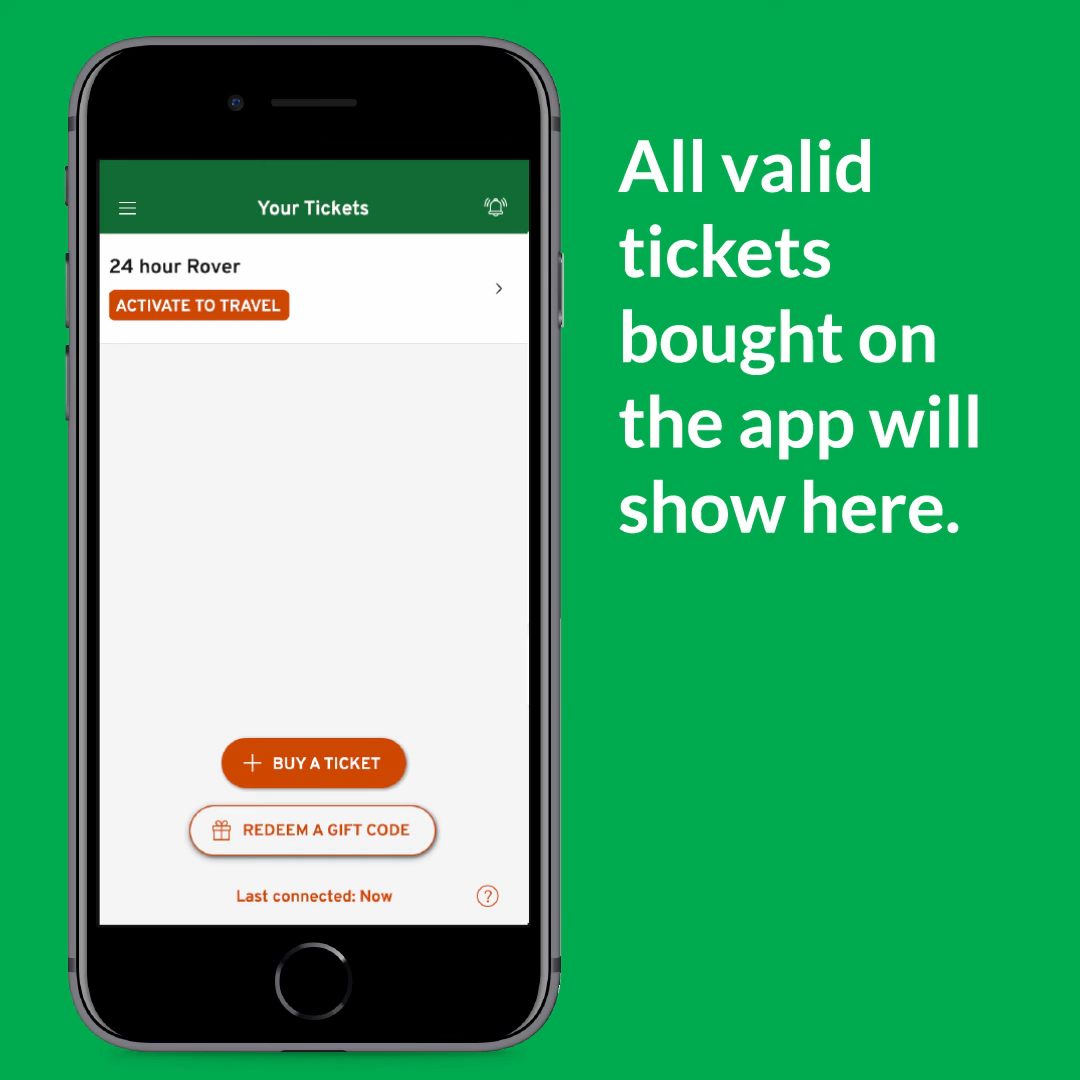 Your Tickets
24 hour Rover
ACTIVATE TO TRAVEL
BUY A TICKET
REDEEM A GIFT CODE
Last connected: Now
?
All valid
tickets
bought on
the app will
show here.